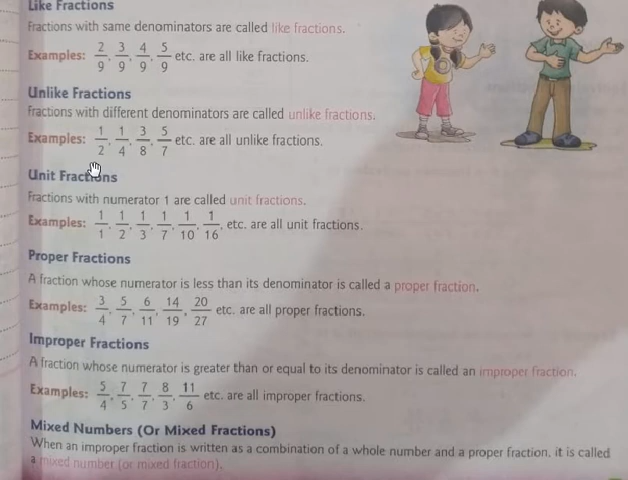 Like Fractions
Fractions with same denominators are called like fractions.
Examples: 2/9, 3/9, 4/9, 5/9 etc. are all like fractions.
Unlike Fractions
Fractions with different denominators are called unlike fractions.
Examples: 1/2, 1/4, 3/8, 5/7 etc. are all unlike fractions.
Unit Fractions
Fractions with numerator 1 are called unit fractions.
Examples: 1/1, 1/2, 1/3, 1/7, 1/10, 1/16, etc. are all unit fractions.
Proper Fractions
A fraction whose numerator is less than its denominator is called a proper fraction.
Examples: 3/4, 5/7, 6/11, 14/19, 20/27 etc. are all proper fractions.
Improper Fractions
A fraction whose numerator is greater than or equal to its denominator is called an improper fraction.
Examples: 5/4, 7/5, 7/7, 8/3, 11/6 etc. are all improper fractions.
Mixed Numbers (Or Mixed Fractions)
When an improper fraction is written as a combination of a whole number and a proper fraction, it is called
a mixed number (or mixed fraction).